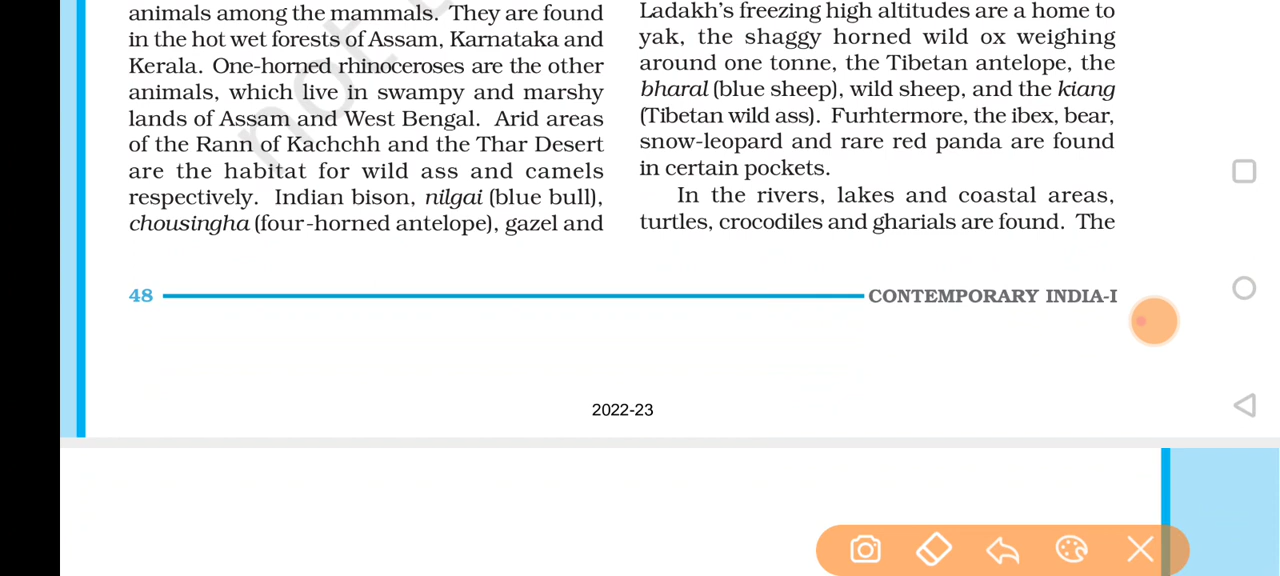 animals among the mammals. They are found
in the hot wet forests of Assam, Karnataka and
Kerala. One-horned rhinoceroses are the other
animals, which live in swampy and marshy
lands of Assam and West Bengal. Arid areas
of the Rann of Kachchh and the Thar Desert
are the habitat for wild ass and camels
respectively. Indian bison, nilgai (blue bull),
chousingha (four-horned antelope), gazel and
Ladakh's freezing high altitudes are a home to
yak, the shaggy horned wild ox weighing
around one tonne, the Tibetan antelope, the
bharal (blue sheep), wild sheep, and the kiang
(Tibetan wild ass). Furhtermore, the ibex, bear,
snow-leopard and rare red panda are found
in certain pockets.
In the rivers, lakes and coastal areas,
turtles, crocodiles and gharials are found. The
48
CONTEMPORARY INDIA-I
2022-23
not